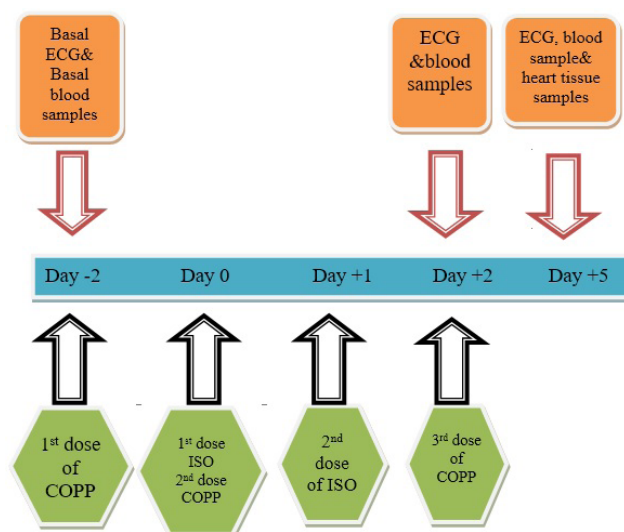 Basal
ECG&
Basal
blood
samples
ECG
&blood
samples
ECG, blood
sample&
heart tissue
samples
Day -2 Day 0 Day +1 Day +2 Day +5
1st dose
of
COPP
1st dose
ISO
2nd dose
COPP
2nd
dose
of ISO
3rd dose
of
COPP